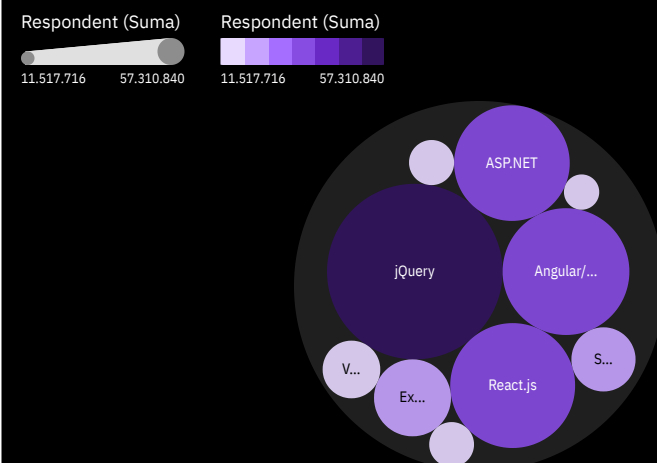 Respondent (Suma)
11.517.716 57.310.840
Respondent (Suma)
11.517.716 57.310.840
ASP.NET
jQuery
Angular/...
V...
Ex...
React.js
S...